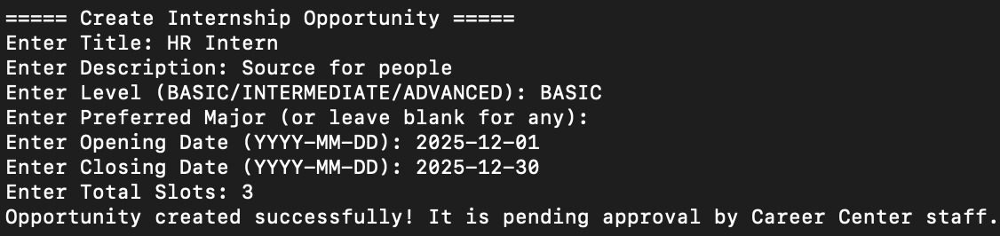 ===== Create Internship Opportunity =====
Enter Title: HR Intern
Enter Description: Source for people
Enter Level (BASIC/INTERMEDIATE/ADVANCED): BASIC
Enter Preferred Major (or leave blank for any):
Enter Opening Date (YYYY-MM-DD): 2025-12-01
Enter Closing Date (YYYY-MM-DD): 2025-12-30
Enter Total Slots: 3
Opportunity created successfully! It is pending approval by Career Center staff.